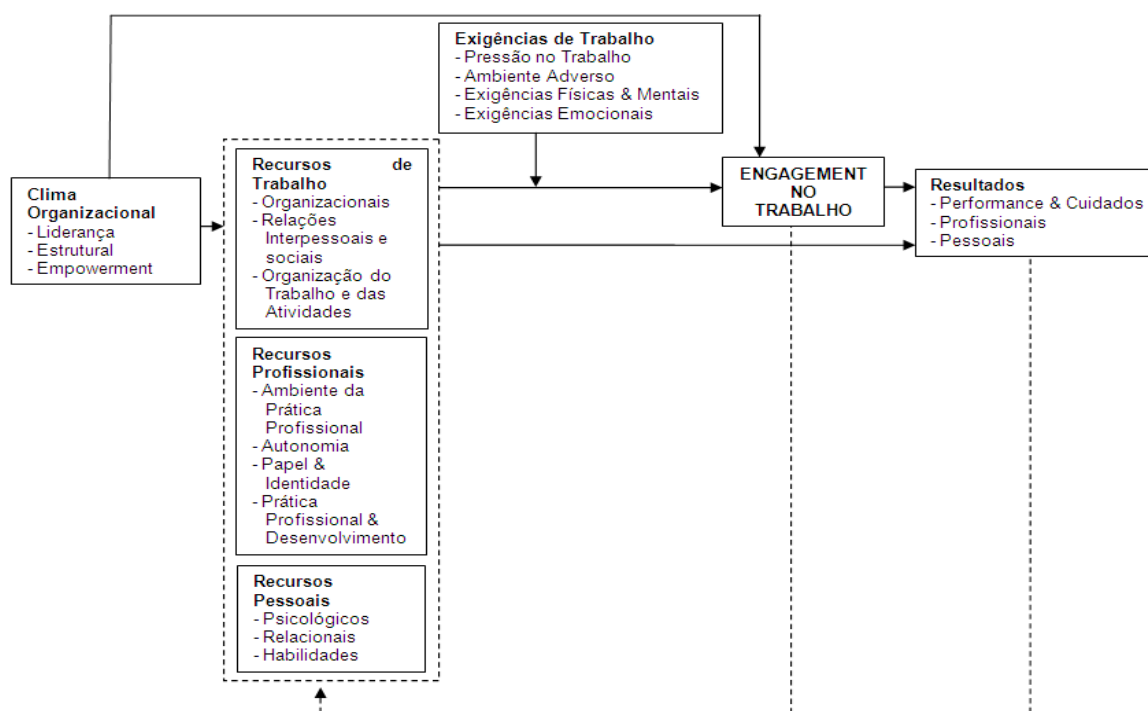 Exigências de Trabalho
- Pressão no Trabalho
- Ambiente Adverso
- Exigências Físicas & Mentais
- Exigências Emocionais
Clima
Organizacional
- Liderança
- Estrutural
- Empowerment
Recursos de
Trabalho
- Organizacionais
- Relações
Interpessoais e
sociais
- Organização do
Trabalho e das
Atividades
Recursos
Profissionais
- Ambiente da
Prática
Profissional
- Autonomia
- Papel &
Identidade
- Prática
Profissional &
Desenvolvimento
Recursos
Pessoais
- Psicológicos
- Relacionais
- Habilidades
ENGAGEMENT
NO
TRABALHO
Resultados
- Performance & Cuidados
- Profissionais
- Pessoais